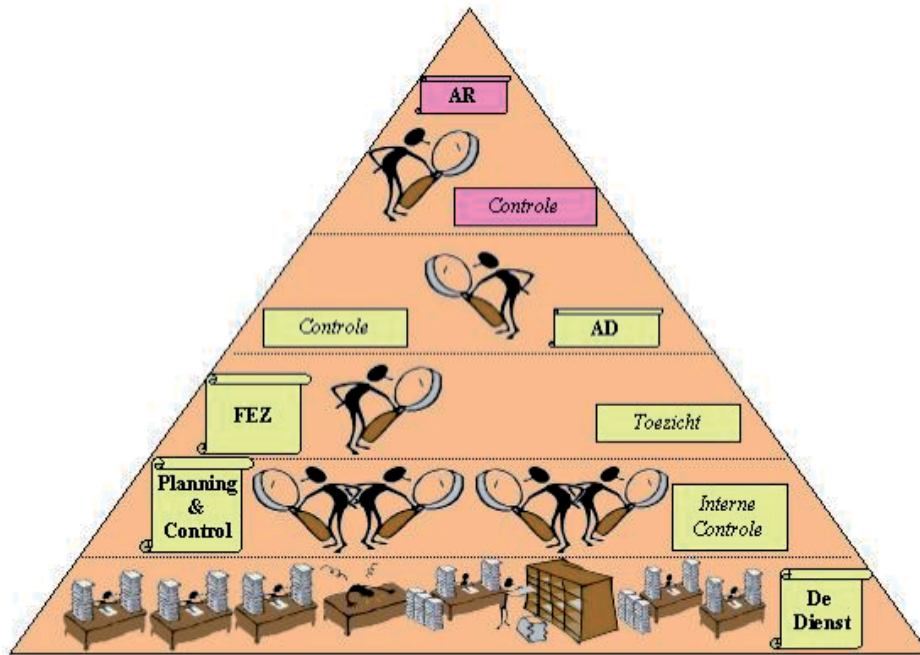 AR
Controle
Controle
AD
FEZ
Toezicht
Planning
&
Control
Interne
Controle
De
Dienst